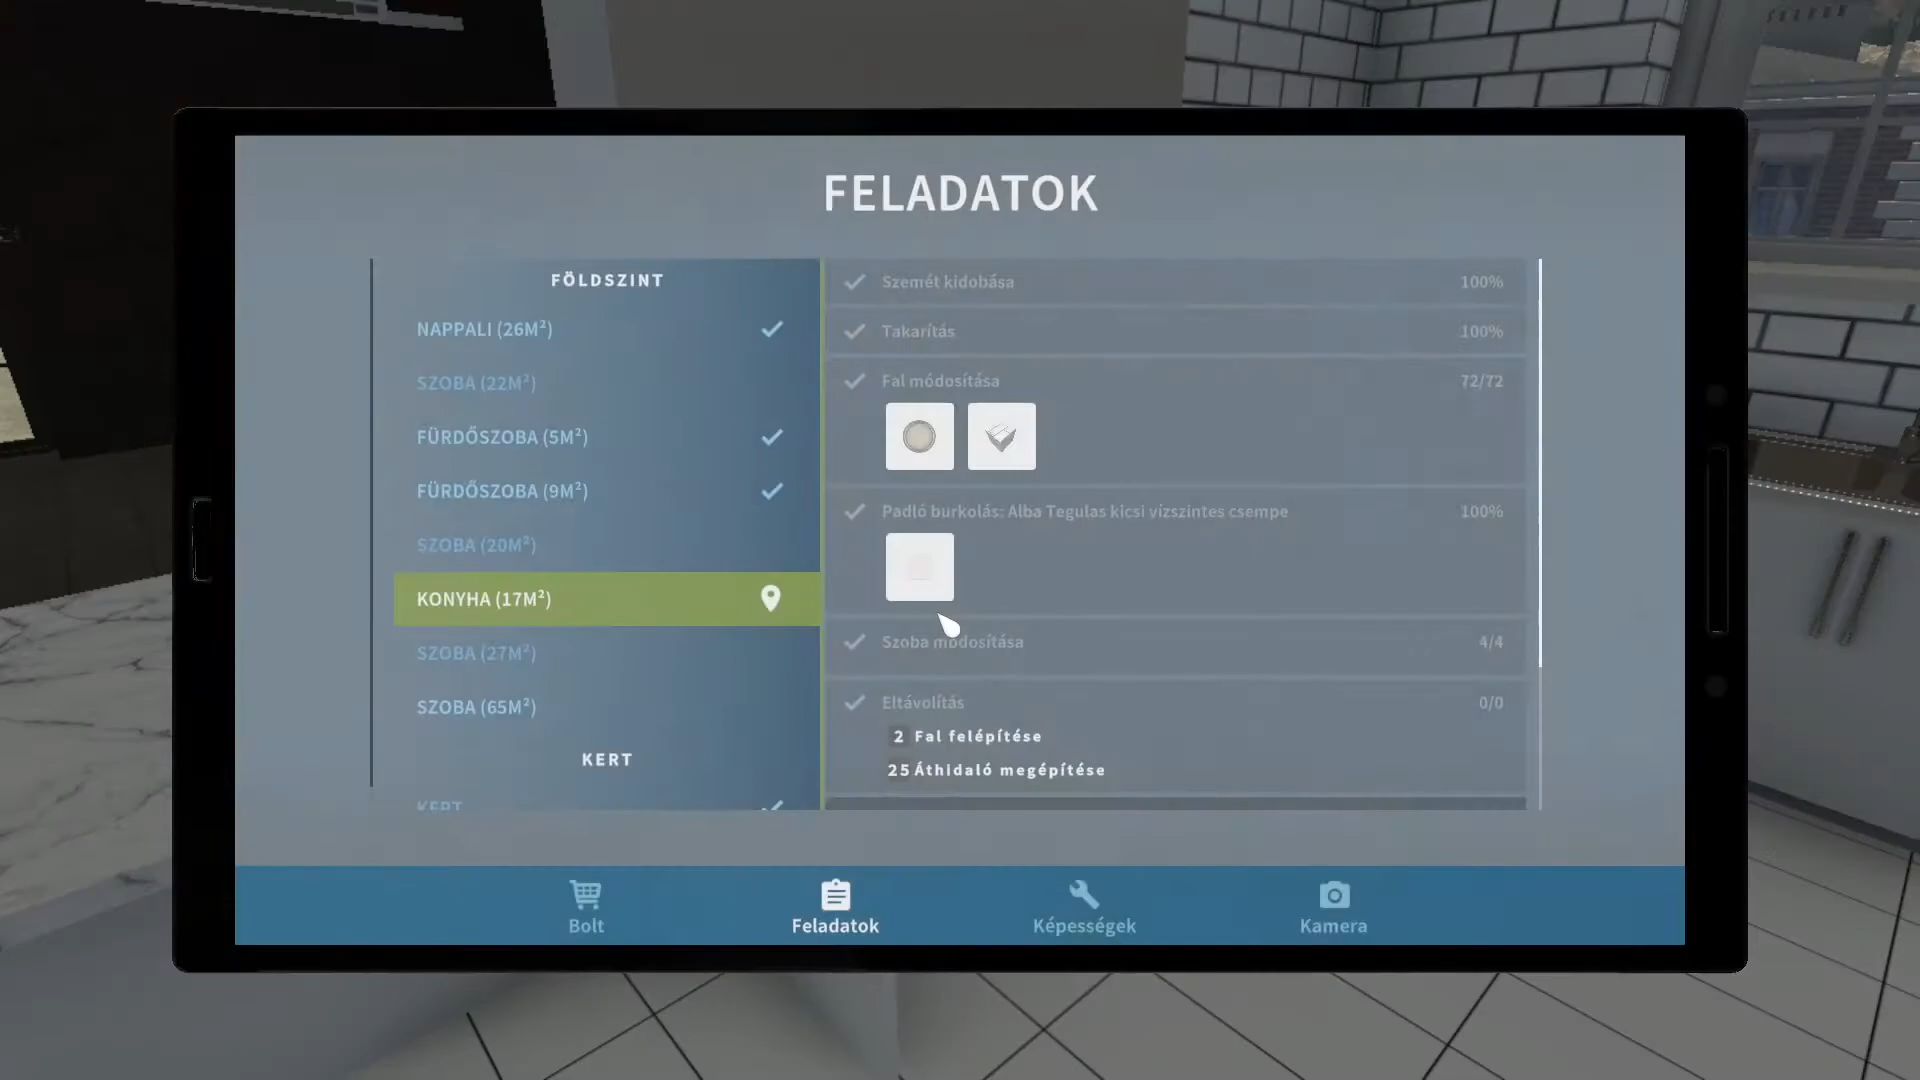 FELADATOK
FÖLDSZINT
NAPPALI (26M²)
SZOBA (22M²)
FÜRDŐSZOBA (5M²)
FÜRDŐSZOBA (9M²)
SZOBA (20M²)
KONYHA (17M²)
SZOBA (27M²)
SZOBA (65M²)
KERT
KERT
Szemét kidobása 100%
Takarítás 100%
Fal módosítása 72/72
Padló burkolás: Alba Tegulas kicsi vízszintes csempe 100%
Szoba módosítása 4/4
Eltávolítás 0/0
2 Fal felépítése
25 Áthidaló megépítése
Bolt
Feladatok
Képességek
Kamera